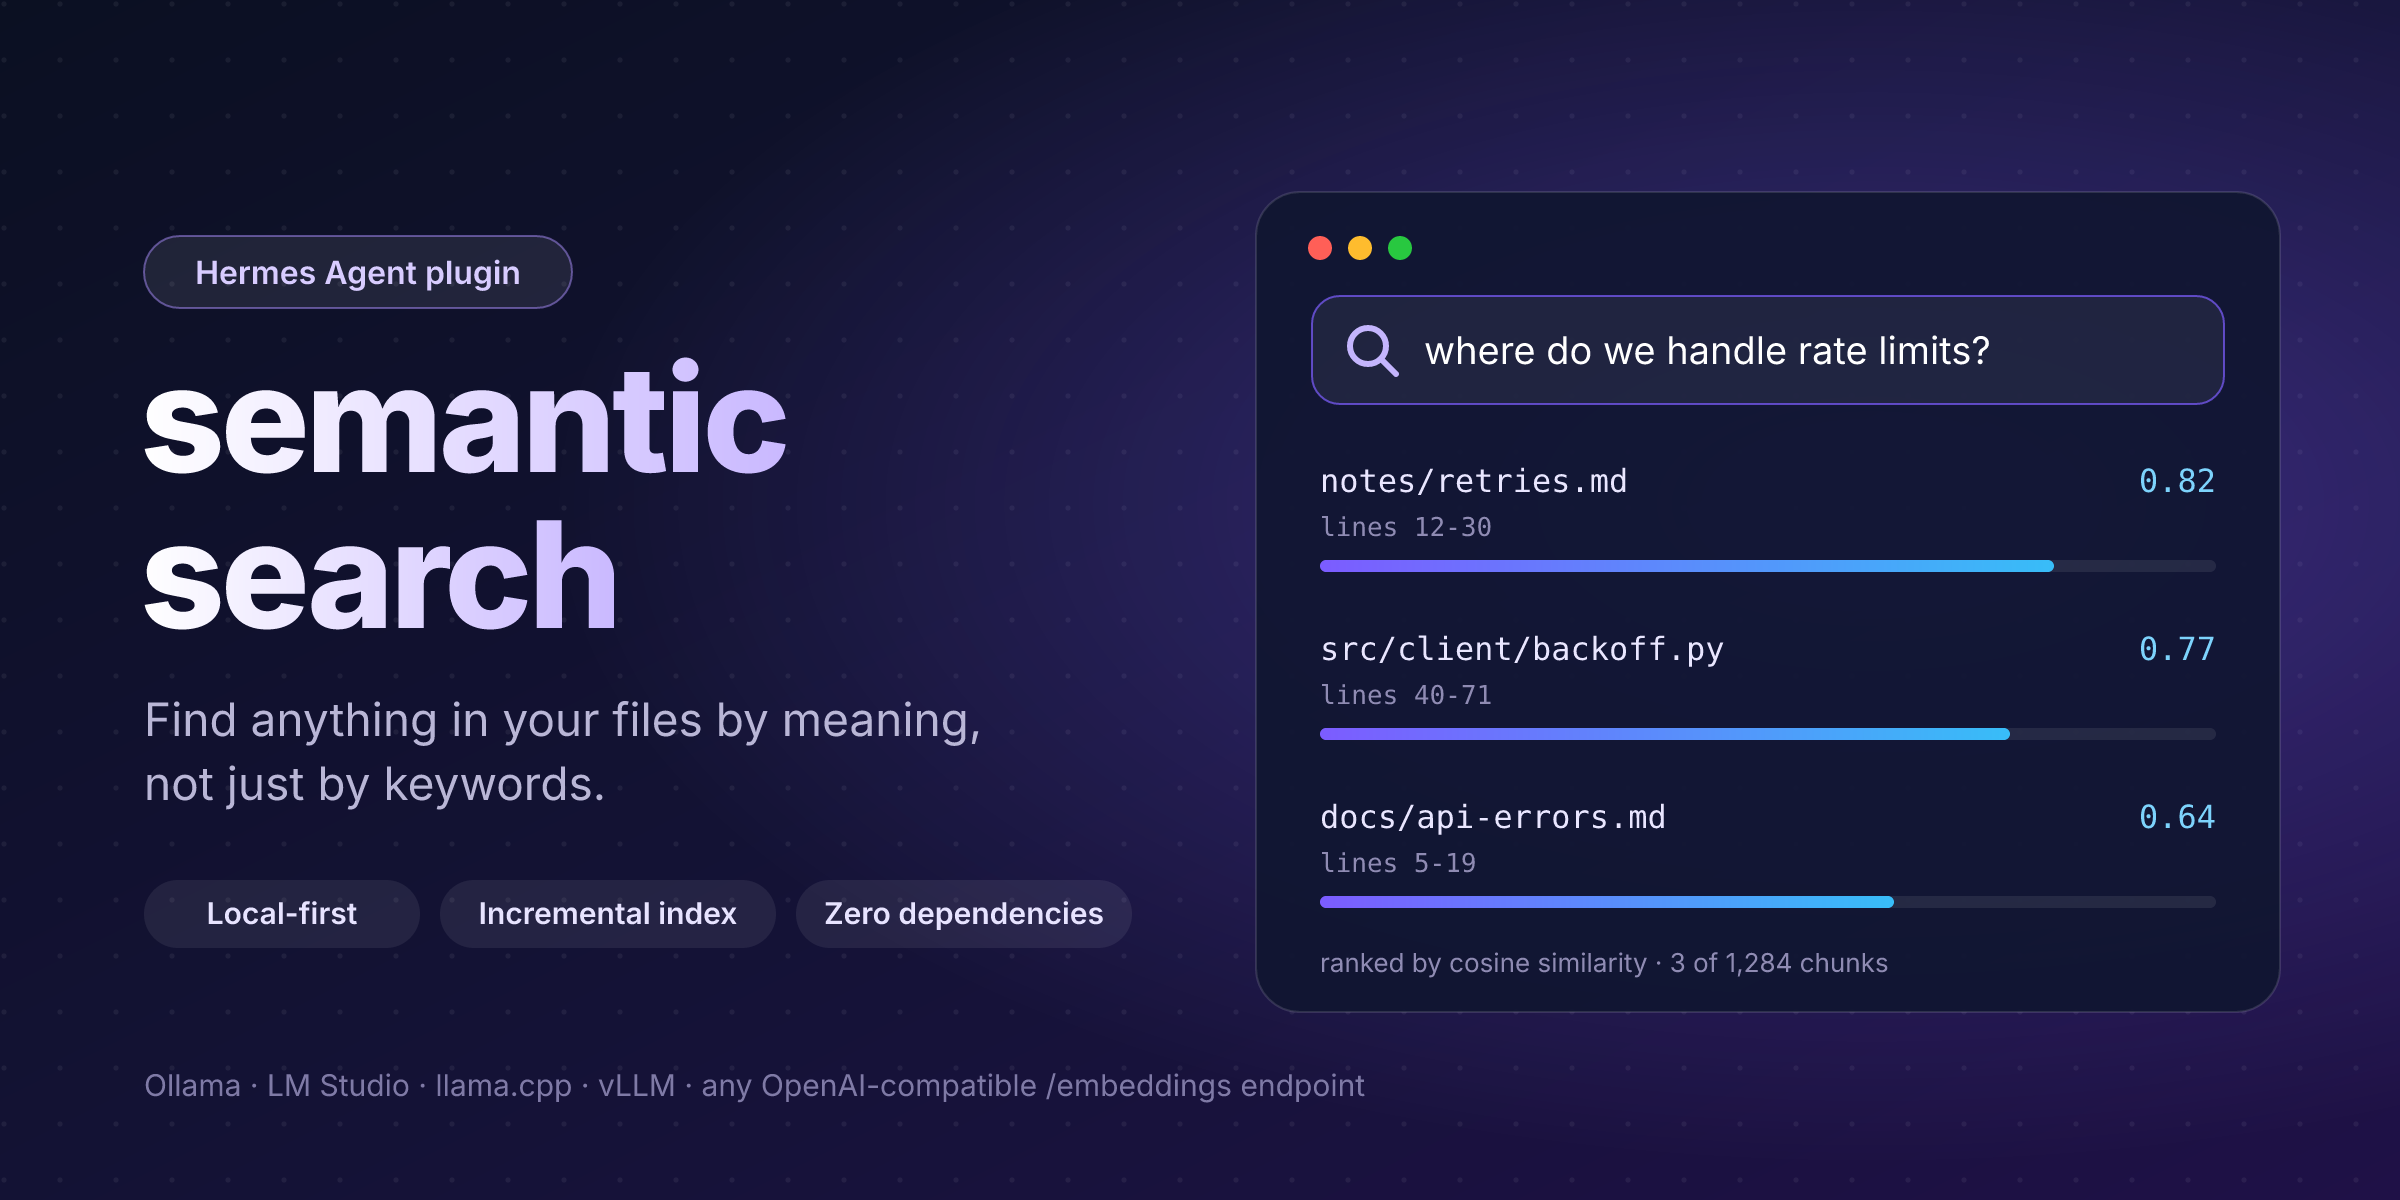 Hermes Agent plugin
semantic
search
Find anything in your files by meaning,
not just by keywords.
Local-first
Incremental index
Zero dependencies
where do we handle rate limits?
notes/retries.md
0.82
lines 12-30
src/client/backoff.py
0.77
lines 40-71
docs/api-errors.md
0.64
lines 5-19
ranked by cosine similarity · 3 of 1,284 chunks
Ollama · LM Studio · llama.cpp · vLLM · any OpenAI-compatible /embeddings endpoint